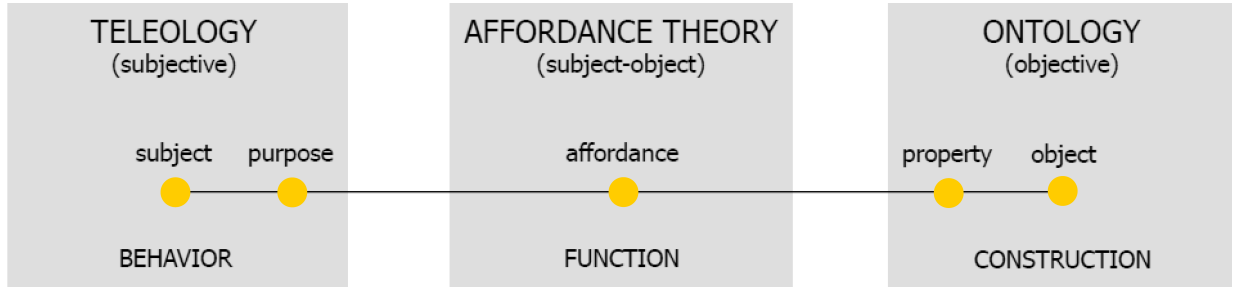 TELEOLOGY
(subjective)
subject purpose
BEHAVIOR
AFFORDANCE THEORY
(subject-object)
affordance
FUNCTION
ONTOLOGY
(objective)
property object
CONSTRUCTION